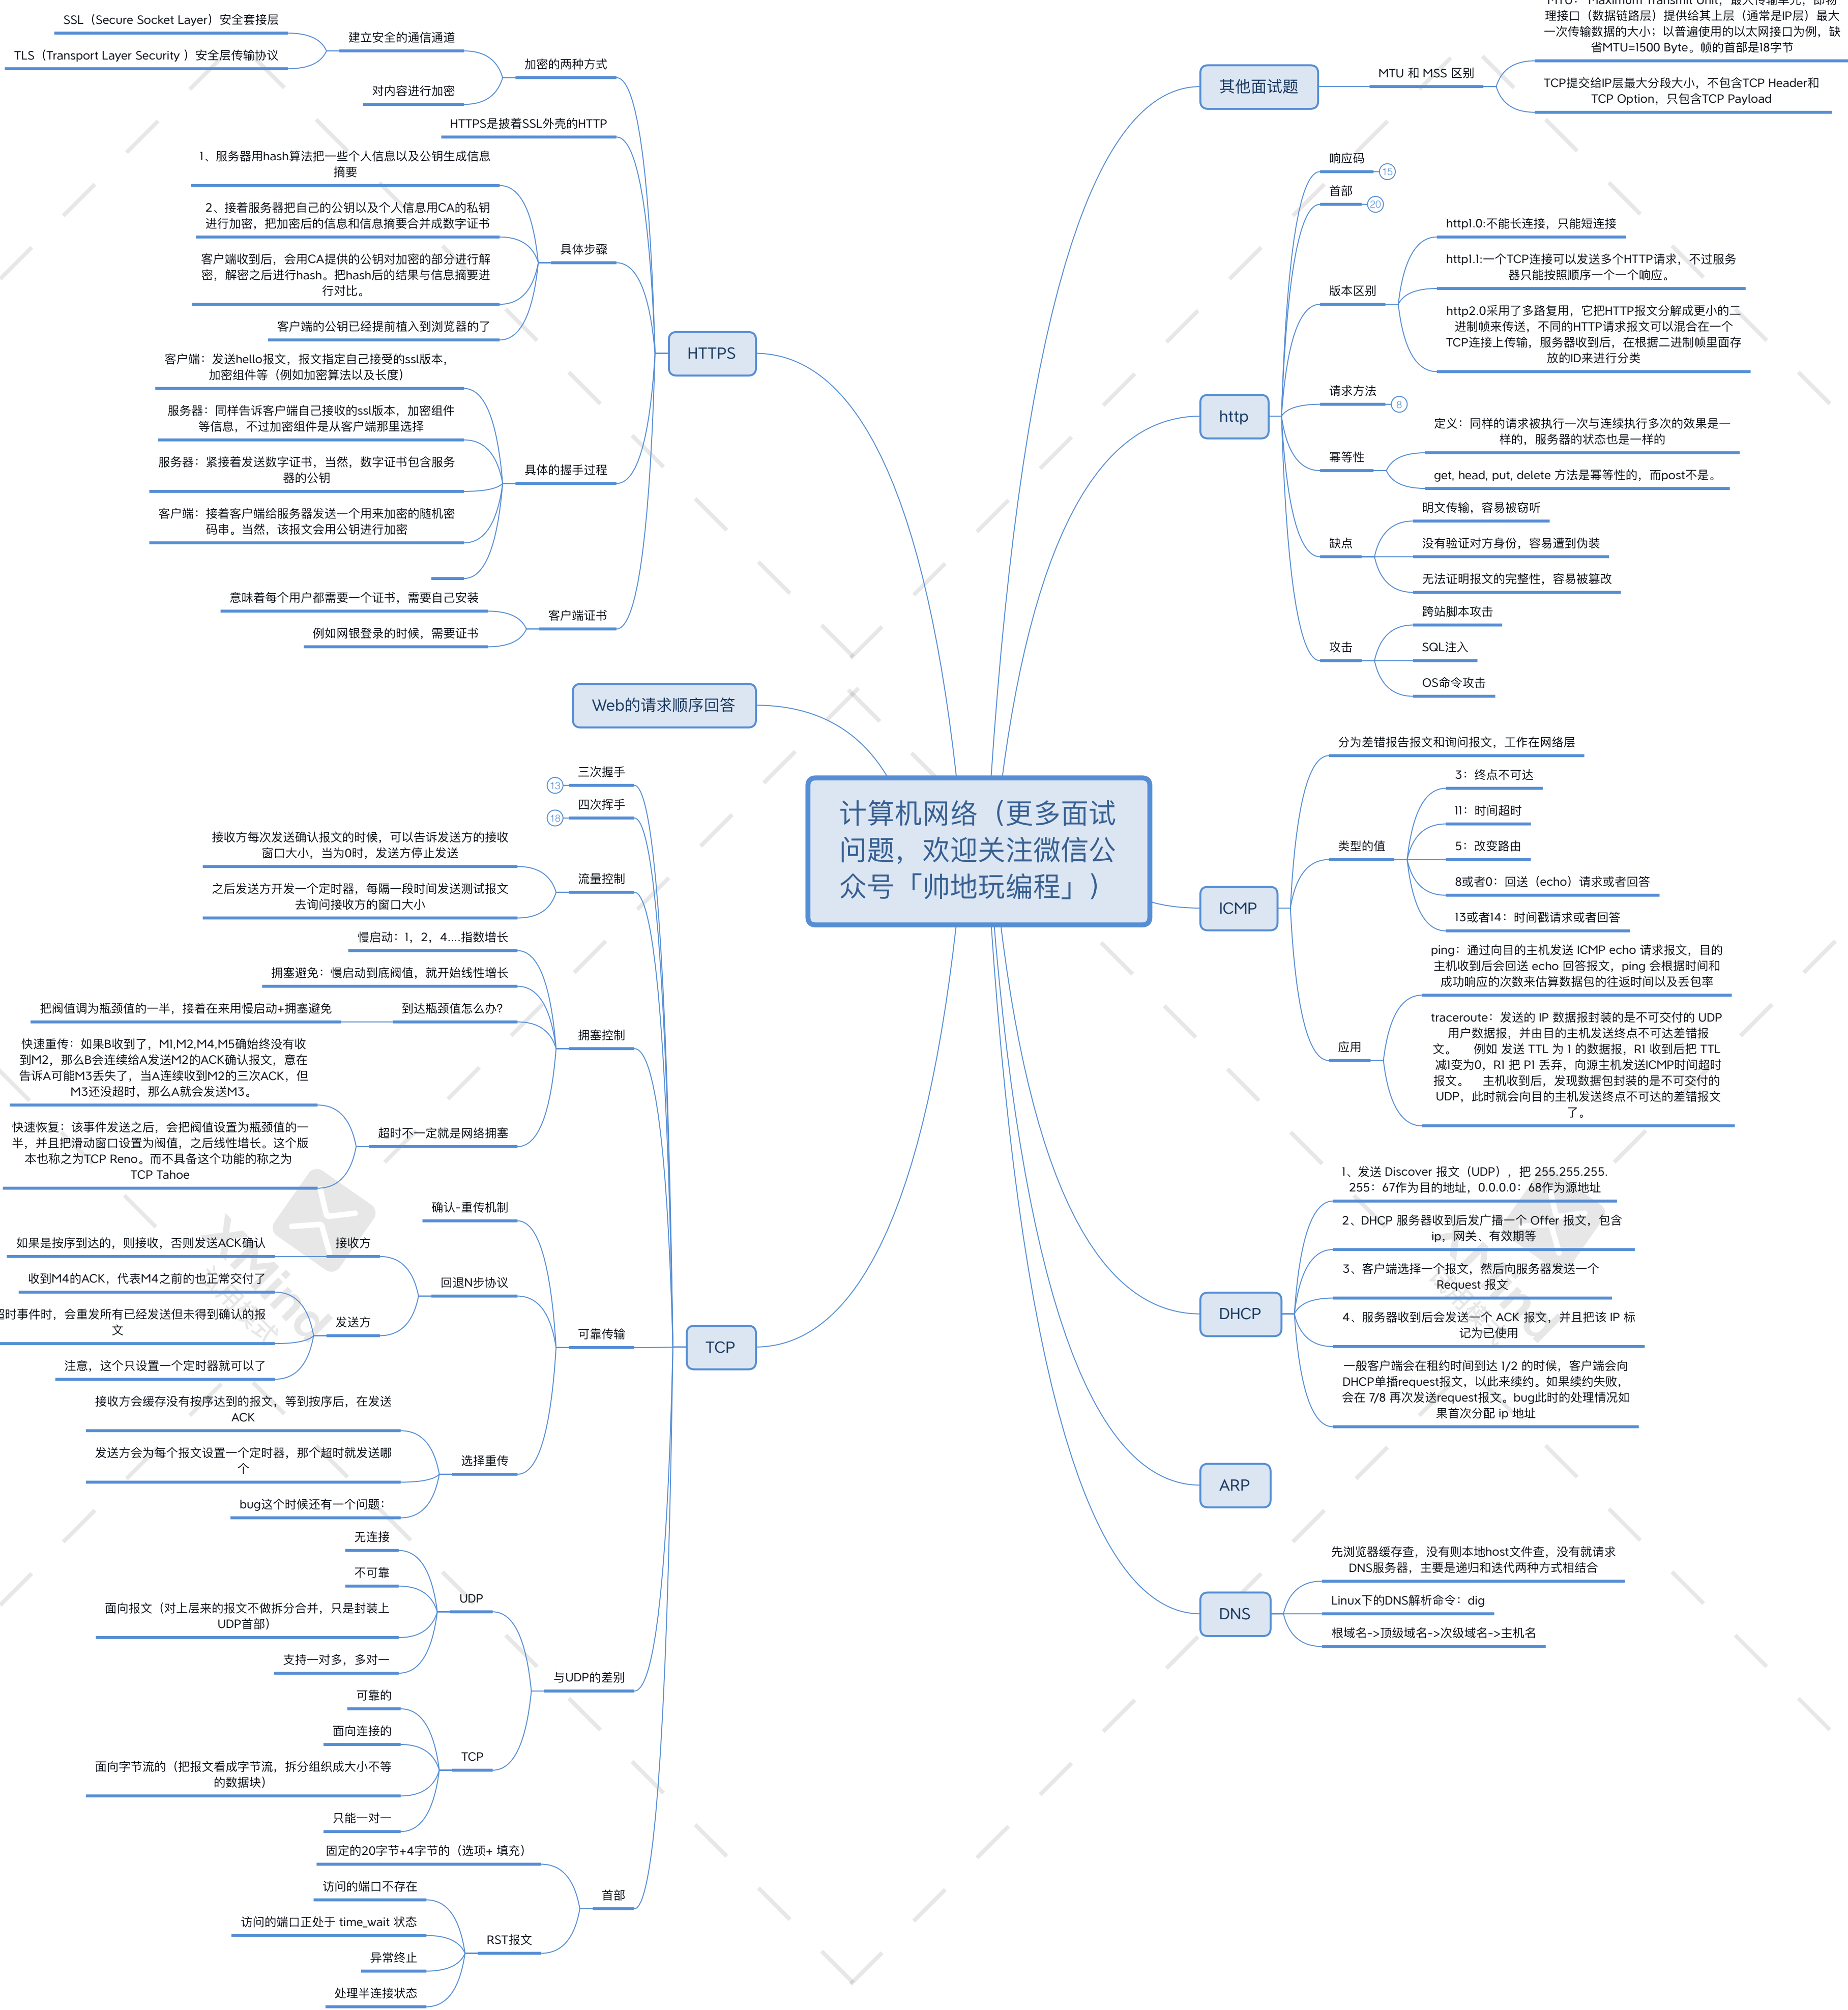 计算机网络（更多面试
问题，欢迎关注微信公
众号「帅地玩编程」）
其他面试题
MTU 和 MSS 区别
MTU： Maximum Transmit Unit，最大传输单元，即物
理接口（数据链路层）提供给其上层（通常是IP层）最大
一次传输数据的大小；以普遍使用的以太网接口为例，缺
省MTU=1500 Byte。帧的首部是18字节
TCP提交给IP层最大分段大小，不包含TCP Header和
TCP Option，只包含TCP Payload
http
响应码
15
首部
20
版本区别
http1.0:不能长连接，只能短连接
http1.1:一个TCP连接可以发送多个HTTP请求，不过服务
器只能按照顺序一个一个响应。
http2.0采用了多路复用，它把HTTP报文分解成更小的二
进制帧来传送，不同的HTTP请求报文可以混合在一个
TCP连接上传输，服务器收到后，在根据二进制帧里面存
放的ID来进行分类
请求方法
8
幂等性
定义：同样的请求被执行一次与连续执行多次的效果是一
样的，服务器的状态也是一样的
get, head, put, delete 方法是幂等性的，而post不是。
缺点
明文传输，容易被窃听
没有验证对方身份，容易遭到伪装
无法证明报文的完整性，容易被篡改
攻击
跨站脚本攻击
SQL注入
OS命令攻击
ICMP
分为差错报告报文和询问报文，工作在网络层
类型的值
3：终点不可达
11：时间超时
5：改变路由
8或者0：回送（echo）请求或者回答
13或者14：时间戳请求或者回答
应用
ping：通过向目的主机发送 ICMP echo 请求报文，目的
主机收到后会回送 echo 回答报文，ping 会根据时间和
成功响应的次数来估算数据包的往返时间以及丢包率
traceroute：发送的 IP 数据报封装的是不可交付的 UDP
用户数据报，并由目的主机发送终点不可达差错报
文。 例如 发送 TTL 为 1 的数据报，R1 收到后把 TTL
减1变为0，R1 把 P1 丢弃，向源主机发送ICMP时间超时
报文。 主机收到后，发现数据包封装的是不可交付的
UDP，此时就会向目的主机发送终点不可达的差错报文
了。
DHCP
1、发送 Discover 报文（UDP），把 255.255.255.
255：67作为目的地址，0.0.0.0：68作为源地址
2、DHCP 服务器收到后发广播一个 Offer 报文，包含
ip，网关、有效期等
3、客户端选择一个报文，然后向服务器发送一个
Request 报文
4、服务器收到后会发送一个 ACK 报文，并且把该 IP 标
记为已使用
一般客户端会在租约时间到达 1/2 的时候，客户端会向
DHCP单播request报文，以此来续约。如果续约失败，
会在 7/8 再次发送request报文。bug此时的处理情况如
果首次分配 ip 地址
ARP
DNS
先浏览器缓存查，没有则本地host文件查，没有就请求
DNS服务器，主要是递归和迭代两种方式相结合
Linux下的DNS解析命令：dig
根域名->顶级域名->次级域名->主机名
HTTPS
加密的两种方式
建立安全的通信通道
SSL（Secure Socket Layer）安全套接层
TLS（Transport Layer Security ）安全层传输协议
对内容进行加密
HTTPS是披着SSL外壳的HTTP
具体步骤
1、服务器用hash算法把一些个人信息以及公钥生成信息
摘要
2、接着服务器把自己的公钥以及个人信息用CA的私钥
进行加密，把加密后的信息和信息摘要合并成数字证书
客户端收到后，会用CA提供的公钥对加密的部分进行解
密，解密之后进行hash。把hash后的结果与信息摘要进
行对比。
客户端的公钥已经提前植入到浏览器的了
具体的握手过程
客户端：发送hello报文，报文指定自己接受的ssl版本，
加密组件等（例如加密算法以及长度）
服务器：同样告诉客户端自己接收的ssl版本，加密组件
等信息，不过加密组件是从客户端那里选择
服务器：紧接着发送数字证书，当然，数字证书包含服务
器的公钥
客户端：接着客户端给服务器发送一个用来加密的随机密
码串。当然，该报文会用公钥进行加密
客户端证书
意味着每个用户都需要一个证书，需要自己安装
例如网银登录的时候，需要证书
Web的请求顺序回答
TCP
三次握手
13
四次挥手
18
流量控制
接收方每次发送确认报文的时候，可以告诉发送方的接收
窗口大小，当为0时，发送方停止发送
之后发送方开发一个定时器，每隔一段时间发送测试报文
去询问接收方的窗口大小
拥塞控制
慢启动：1，2，4....指数增长
拥塞避免：慢启动到底阀值，就开始线性增长
到达瓶颈值怎么办？
把阀值调为瓶颈值的一半，接着在来用慢启动+拥塞避免
超时不一定就是网络拥塞
快速重传：如果B收到了，M1,M2,M4,M5确始终没有收
到M2，那么B会连续给A发送M2的ACK确认报文，意在
告诉A可能M3丢失了，当A连续收到M2的三次ACK，但
M3还没超时，那么A就会发送M3。
快速恢复：该事件发送之后，会把阀值设置为瓶颈值的一
半，并且把滑动窗口设置为阀值，之后线性增长。这个版
本也称之为TCP Reno。而不具备这个功能的称之为
TCP Tahoe
可靠传输
确认-重传机制
回退N步协议
接收方
如果是按序到达的，则接收，否则发送ACK确认
发送方
收到M4的ACK，代表M4之前的也正常交付了
超时事件时，会重发所有已经发送但未得到确认的报
文
注意，这个只设置一个定时器就可以了
选择重传
接收方会缓存没有按序达到的报文，等到按序后，在发送
ACK
发送方会为每个报文设置一个定时器，那个超时就发送哪
个
bug这个时候还有一个问题：
与UDP的差别
UDP
无连接
不可靠
面向报文（对上层来的报文不做拆分合并，只是封装上
UDP首部）
支持一对多，多对一
TCP
可靠的
面向连接的
面向字节流的（把报文看成字节流，拆分组织成大小不等
的数据块）
只能一对一
首部
固定的20字节+4字节的（选项+ 填充）
RST报文
访问的端口不存在
访问的端口正处于 time_wait 状态
异常终止
处理半连接状态
XMind
试用模式
XMind
试用模式